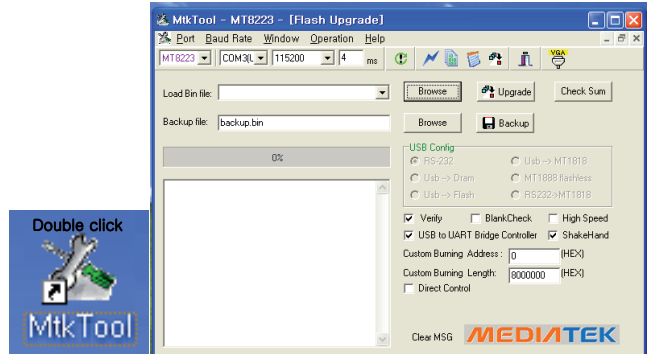 Double click
MtkTool
MtkTool - MT8223 - [Flash Upgrade]
Port Baud Rate Window Operation Help
MT8223 COM3(L 115200 4 ms VGA
Load Bin file: Browse Upgrade Check Sum
Backup file: backup.bin Browse Backup
0%
USB Config
RS-232 Usb --> MT1818
Usb --> Dram MT1888 flashless
Usb --> Flash RS232->MT1818
Verify BlankCheck High Speed
USB to UART Bridge Controller ShakeHand
Custom Burning Address : 0 (HEX)
Custom Burning Length: 8000000 (HEX)
Direct Control
Clear MSG MEDIATEK